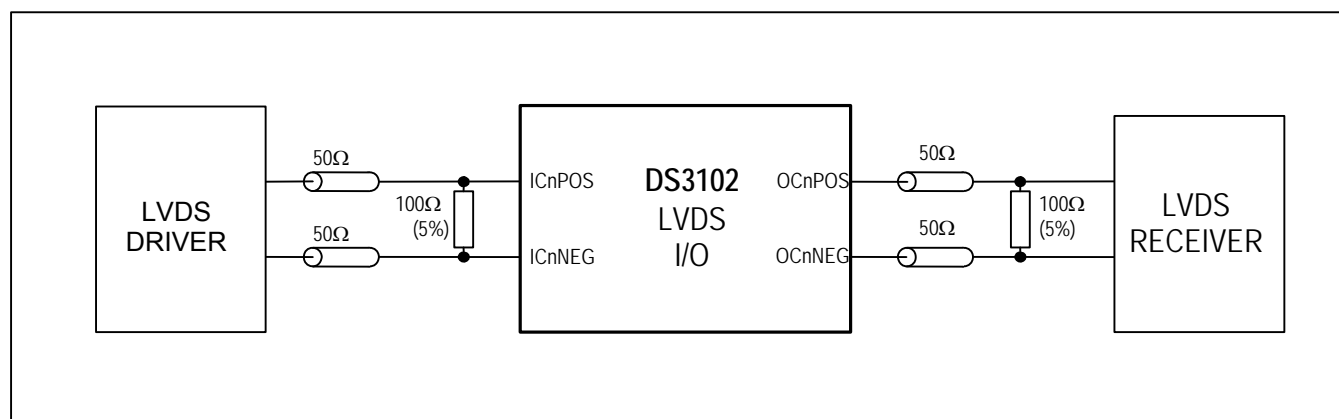 LVDS
DRIVER
50Ω
50Ω
100Ω
(5%)
ICnPOS
ICnNEG
DS3102
LVDS
I/O
OCnPOS
OCnNEG
50Ω
50Ω
100Ω
(5%)
LVDS
RECEIVER